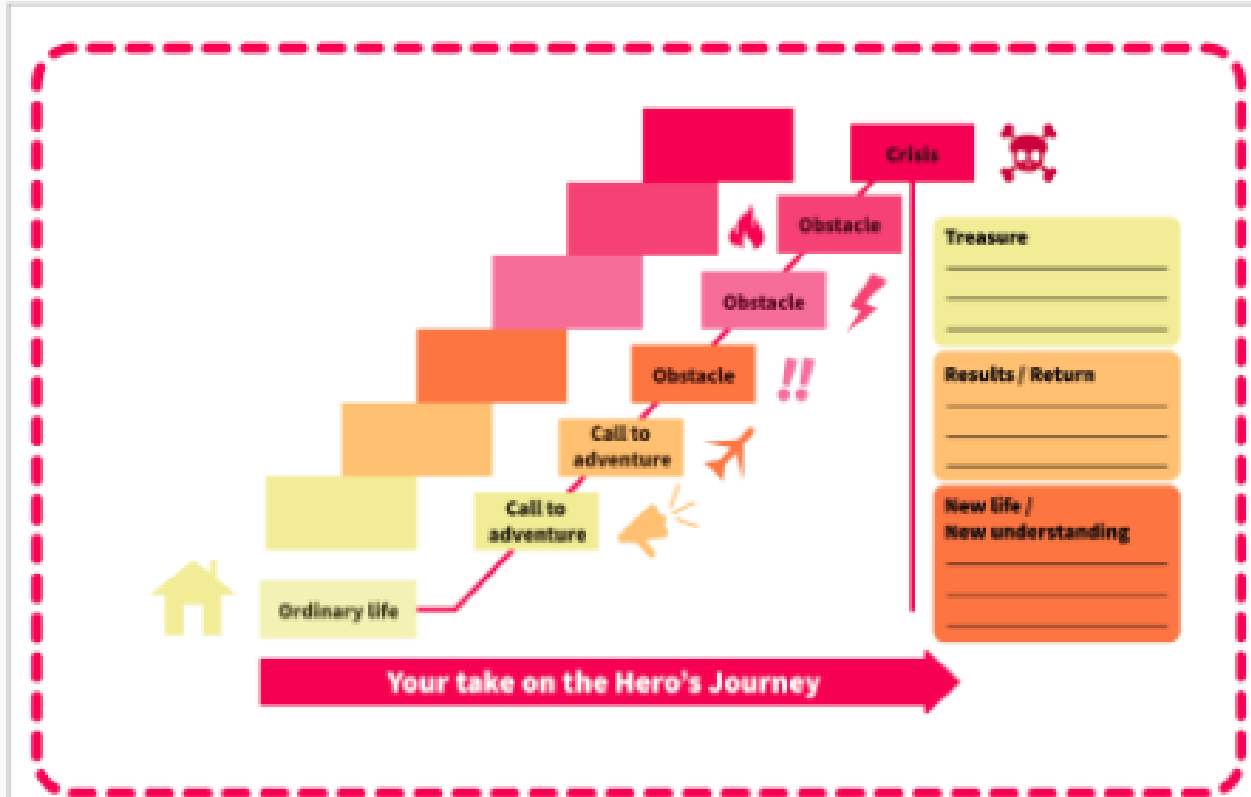 Crisis
Obstacle
Obstacle
Obstacle
Call to
adventure
Call to
adventure
Ordinary life
Treasure
Results / Return
New life /
New understanding
Your take on the Hero's Journey